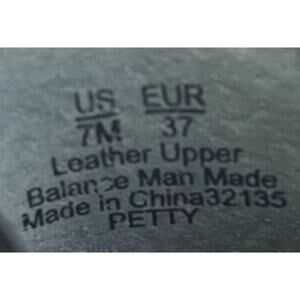 US EUR
7M 37
Leather Upper
Balance Man Made
Made in China32135
PETTY